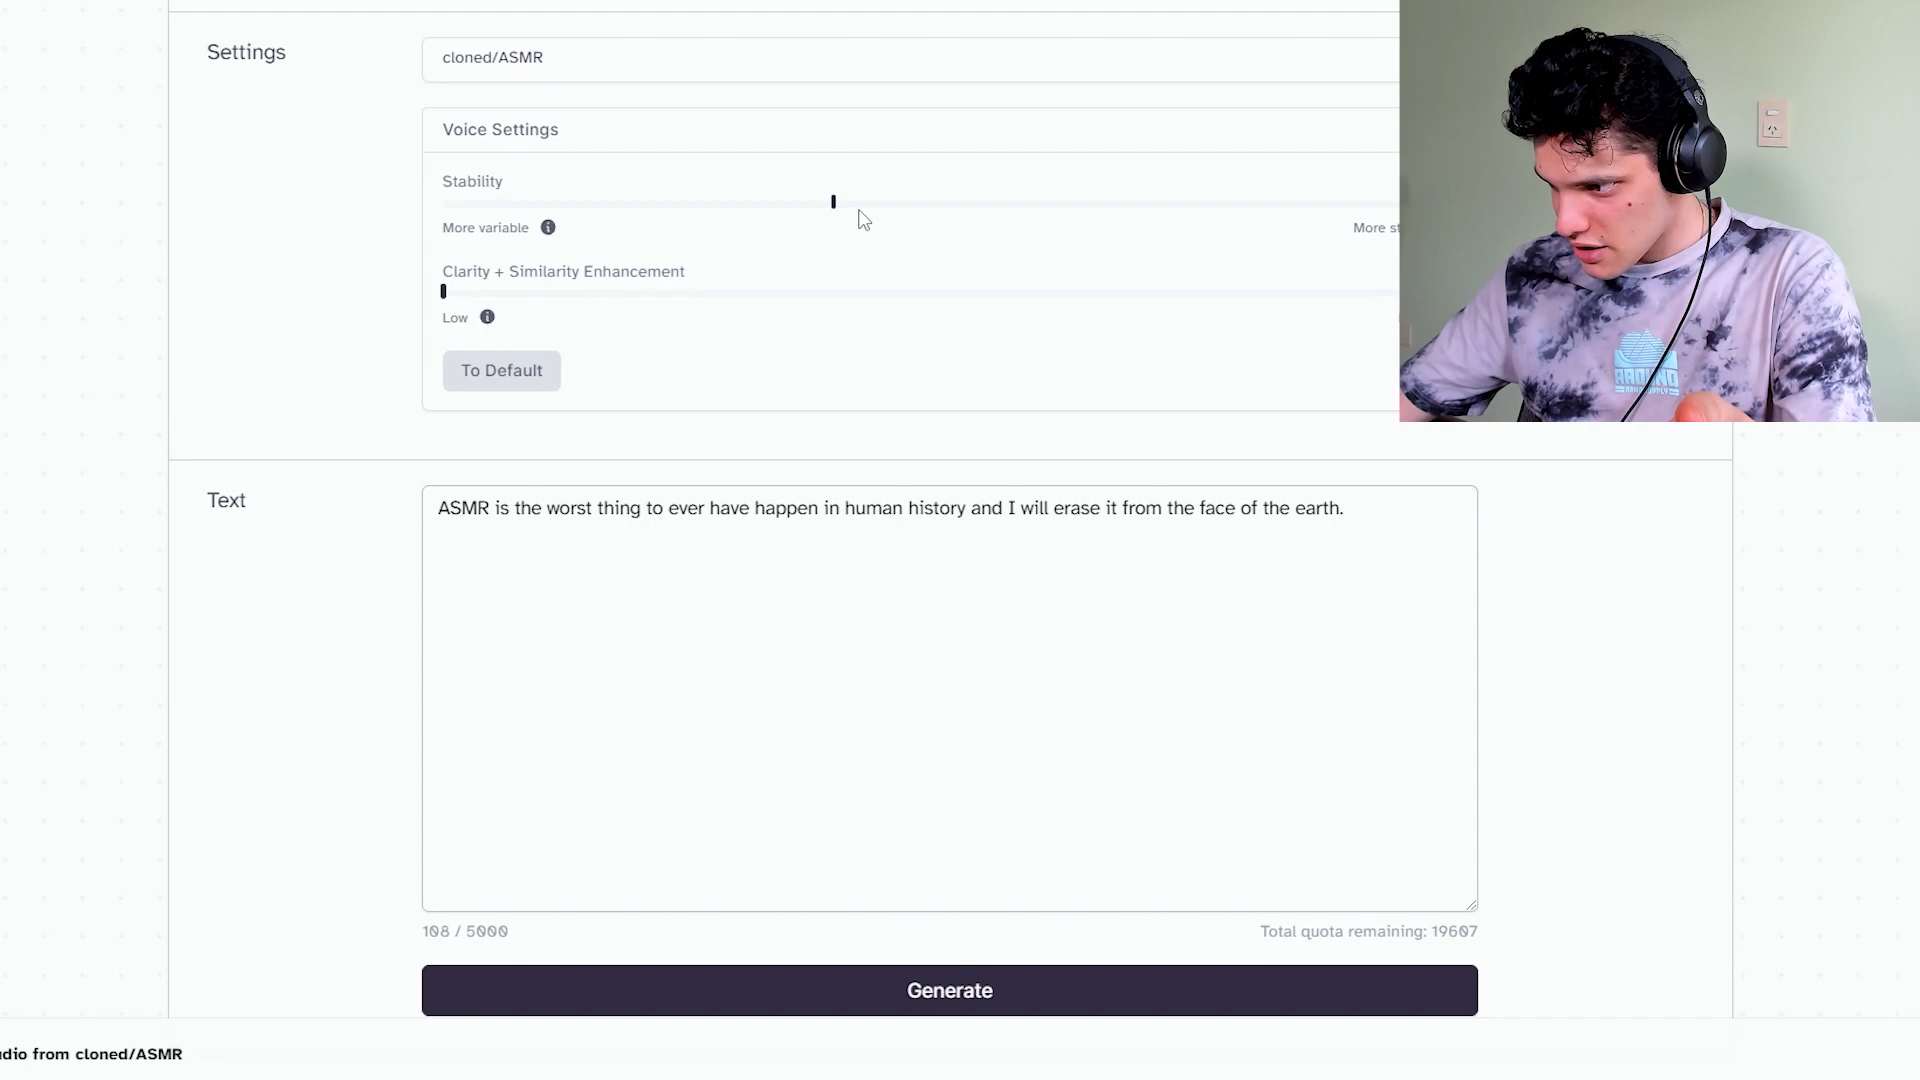 Settings
cloned/ASMR
Voice Settings
Stability
More variable
More st
Clarity + Similarity Enhancement
Low
To Default
Text
ASMR is the worst thing to ever have happen in human history and I will erase it from the face of the earth.
108 / 5000
Total quota remaining: 19607
Generate
dio from cloned/ASMR
AROUND